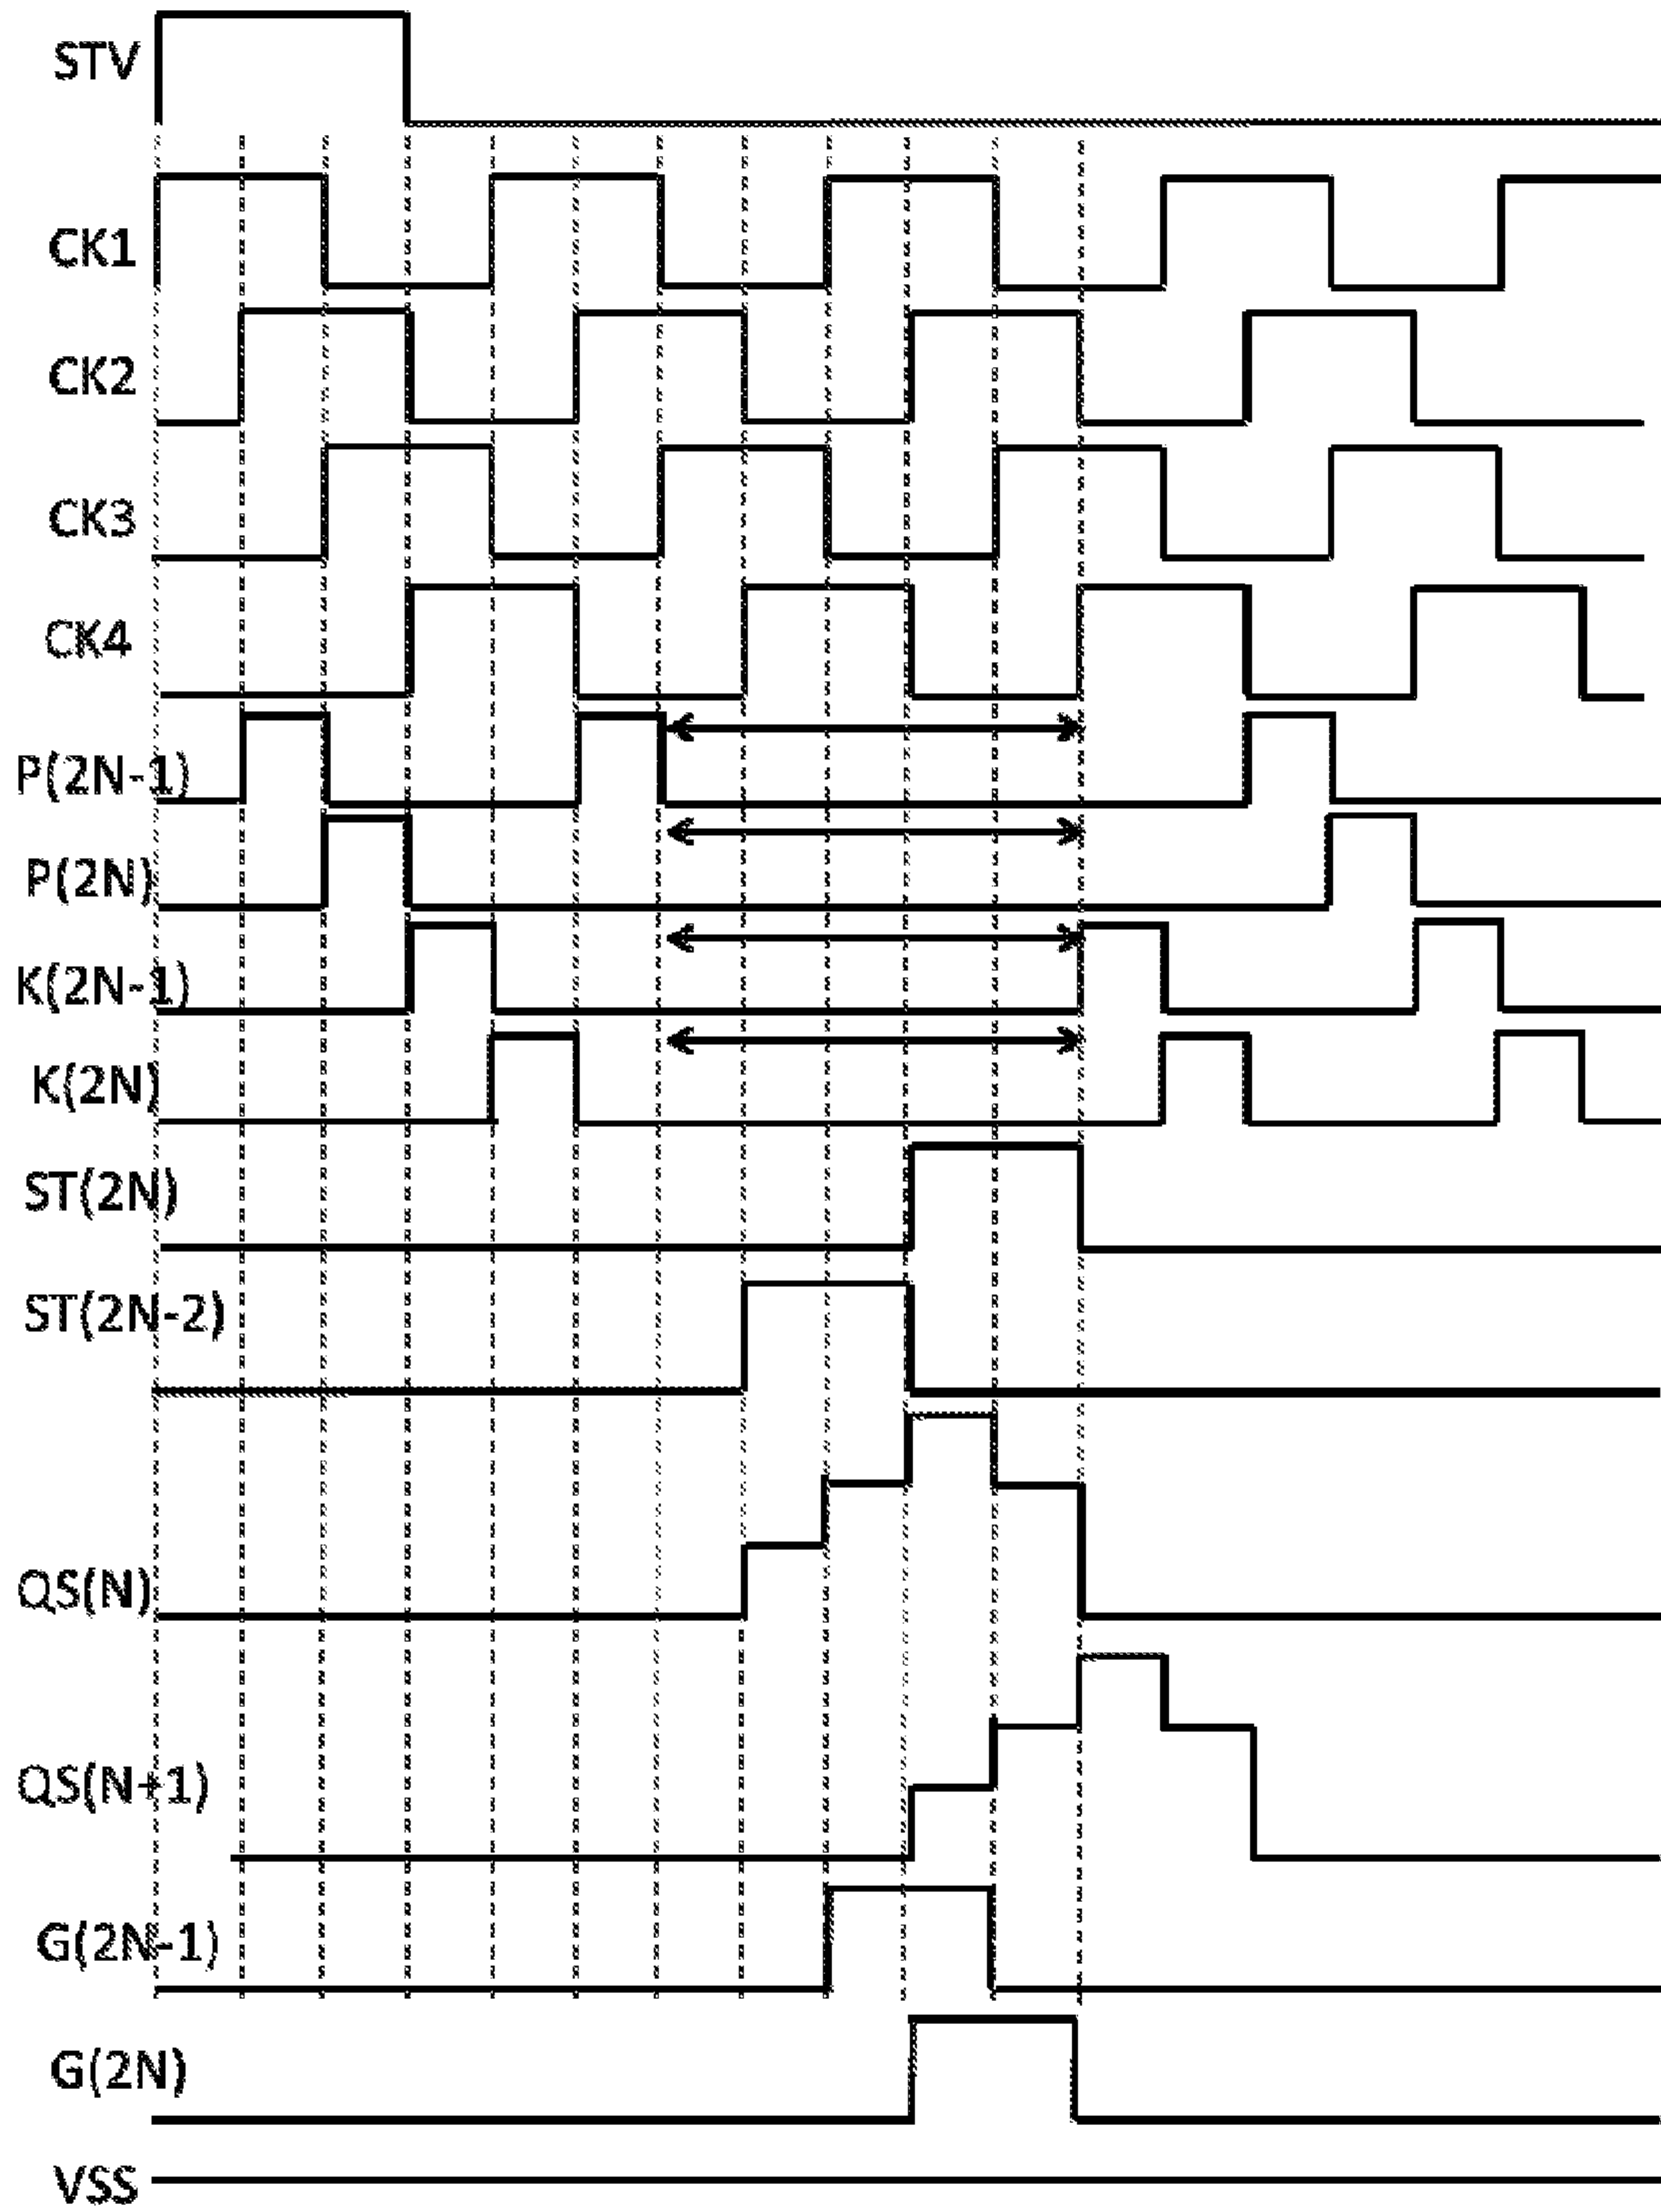 STV
CK1
CK2
CK3
CK4
P(2N-1)
P(2N)
K(2N-1)
K(2N)
ST(2N)
ST(2N-2)
QS(N)
QS(N+1)
G(2N-1)
G(2N)
VSS